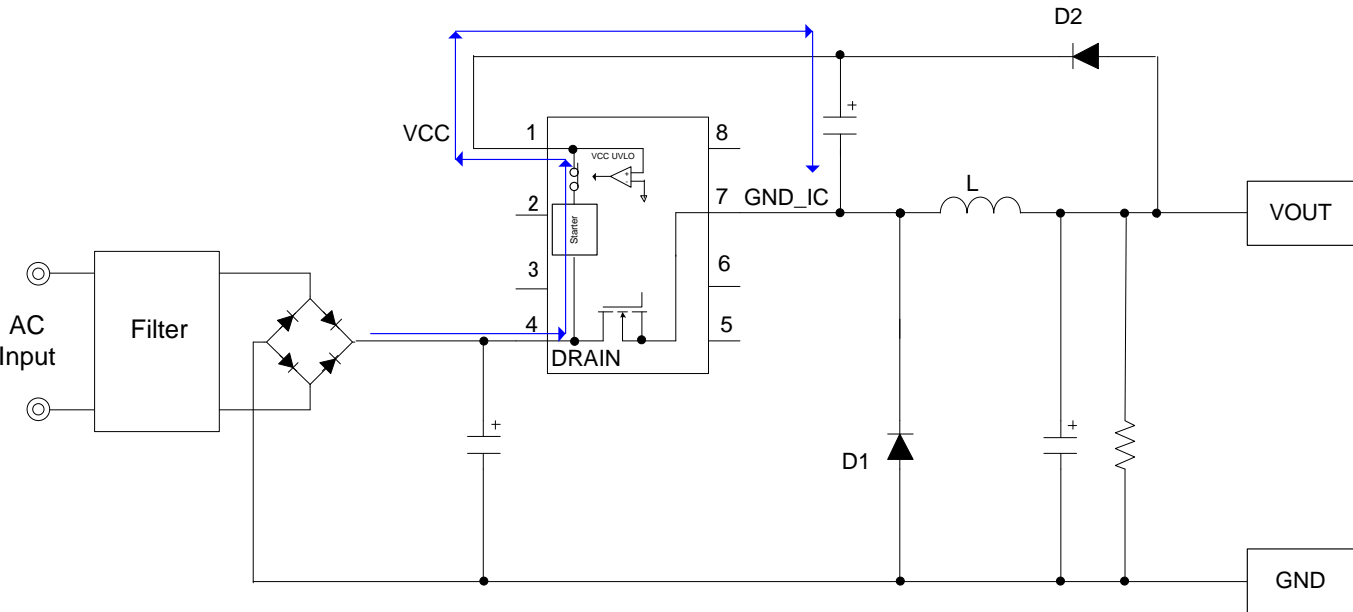 D2
VCC
1
8
VCC UVLO
+
-
+
2
7
GND_IC
L
VOUT
Starter
3
6
AC
Input
Filter
4
5
DRAIN
+
D1
+
GND